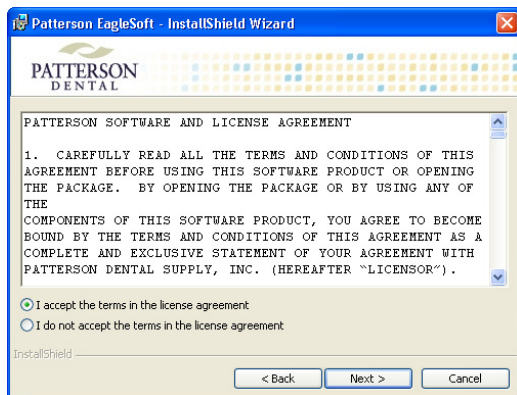 Patterson EagleSoft - InstallShield Wizard
PATTERSON
DENTAL
PATTERSON SOFTWARE AND LICENSE AGREEMENT
1. CAREFULLY READ ALL THE TERMS AND CONDITIONS OF THIS
AGREEMENT BEFORE USING THIS SOFTWARE PRODUCT OR OPENING
THE PACKAGE. BY OPENING THE PACKAGE OR BY USING ANY OF
THE
COMPONENTS OF THIS SOFTWARE PRODUCT, YOU AGREE TO BECOME
BOUND BY THE TERMS AND CONDITIONS OF THIS AGREEMENT AS A
COMPLETE AND EXCLUSIVE STATEMENT OF YOUR AGREEMENT WITH
PATTERSON DENTAL SUPPLY, INC. (HEREAFTER “LICENSOR”).
I accept the terms in the license agreement
I do not accept the terms in the license agreement
InstallShield
< Back Next > Cancel